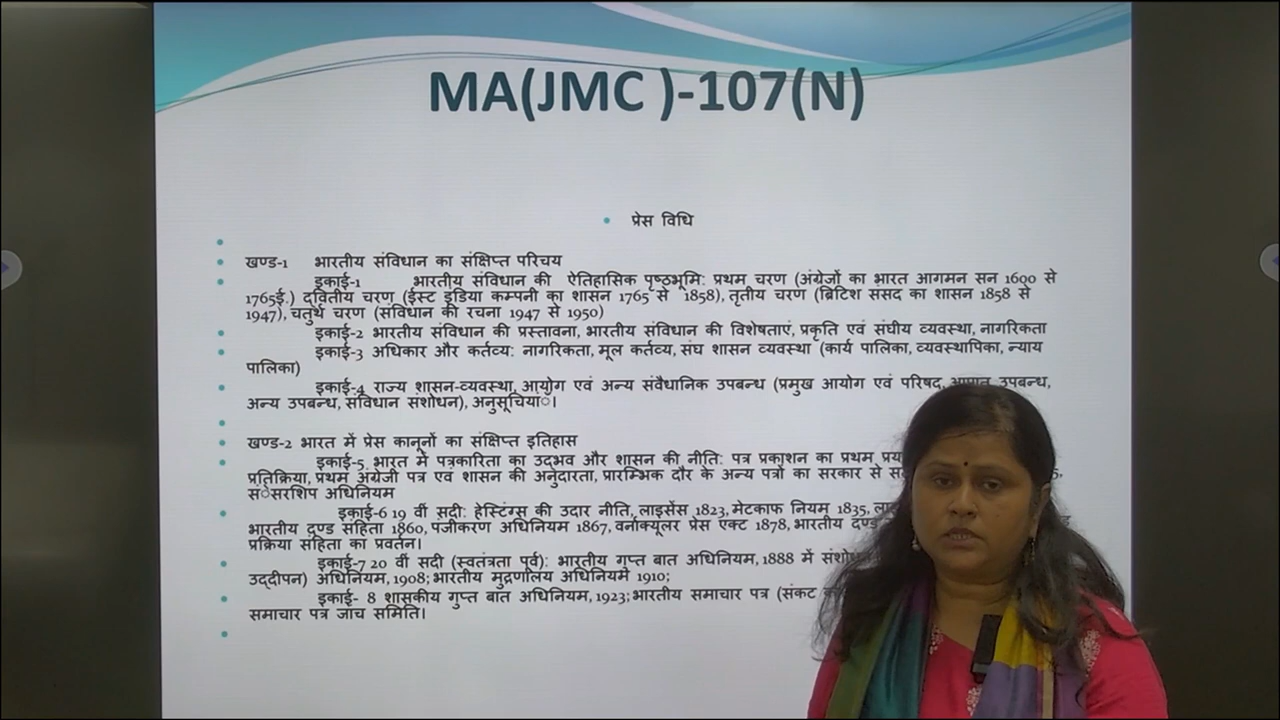 MA(JMC )-107(N)
प्रेस विधि
खण्ड-1 भारतीय संविधान का संक्षिप्त परिचय
इकाई-1 भारतीय संविधान की ऐतिहासिक पृष्ठभूमि: प्रथम चरण (अंग्रेजों का भारत आगमन सन 1600 से
1765ई.) द्वितीय चरण (ईस्ट इंडिया कम्पनी का शासन 1765 से 1858), तृतीय चरण (ब्रिटिश संसद का शासन 1858 से
1947), चतुर्थ चरण (संविधान की रचना 1947 से 1950)
इकाई-2 भारतीय संविधान की प्रस्तावना, भारतीय संविधान की विशेषताएं, प्रकृति एवं संघीय व्यवस्था, नागरिकता
इकाई-3 अधिकार और कर्तव्य: नागरिकता, मूल कर्तव्य, संघ शासन व्यवस्था (कार्य पालिका, व्यवस्थापिका, न्याय
पालिका)
इकाई-4 राज्य शासन-व्यवस्था, आयोग एवं अन्य संवैधानिक उपबन्ध (प्रमुख आयोग एवं परिषद, उपबन्ध,
अन्य उपबन्ध, संविधान संशोधन), अनुसूचियाॅं।
खण्ड-2 भारत में प्रेस कानूनों का संक्षिप्त इतिहास
इकाई-5 भारत में पत्रकारिता का उद्भव और शासन की नीति: पत्र प्रकाशन का प्रथम
प्रतिक्रिया, प्रथम अंग्रेजी पत्र एवं शासन की अनुदारता, प्रारम्भिक दौर के अन्य पत्रों का सरकार से
सेंसरशिप अधिनियम
इकाई-6 19 वीं सदी: हेस्टिंग्स की उदार नीति, लाइसेंस 1823, मेटकाफ नियम 1835,
भारतीय दण्ड संहिता 1860, पंजीकरण अधिनियम 1867, वर्नाक्यूलर प्रेस एक्ट 1878, भारतीय
प्रक्रिया संहिता का प्रवर्तन।
इकाई-7 20 वीं सदी (स्वतंत्रता पूर्व): भारतीय गुप्त बात अधिनियम, 1888 में
उद्दीपन) अधिनियम, 1908; भारतीय मुद्रणालय अधिनियम 1910;
इकाई- 8 शासकीय गुप्त बात अधिनियम, 1923; भारतीय समाचार पत्र (संकट
समाचार पत्र जांच समिति।